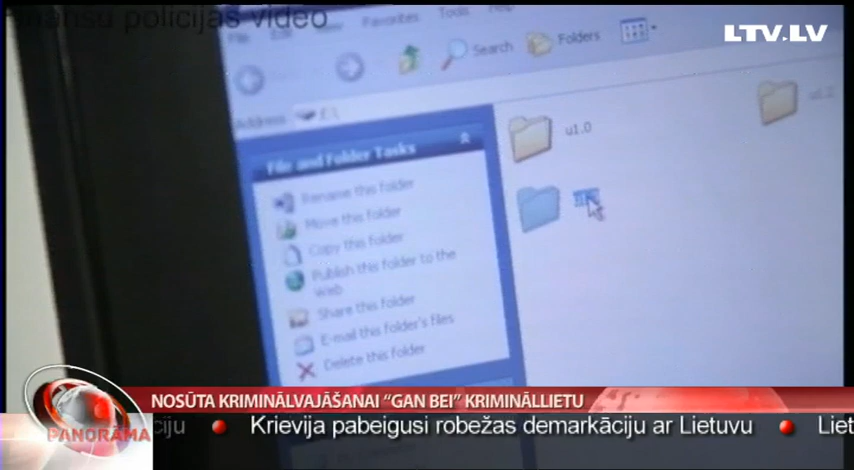 Finanšu policijas video
LTV.LV
File Edit View Favorites Tools Help
Search
Folders
Address E:\
File and Folder Tasks
Rename this folder
Move this folder
Copy this folder
Publish this folder to the
Web
Share this folder
E-mail this folder's files
Delete this folder
u1.0
NOSŪTA KRIMINĀLVAJĀŠANAI “GAN BEI” KRIMINĀLLIETU
PANORĀMA
ciju • Krievija pabeigusi robežas demarkāciju ar Lietuvu • Liet